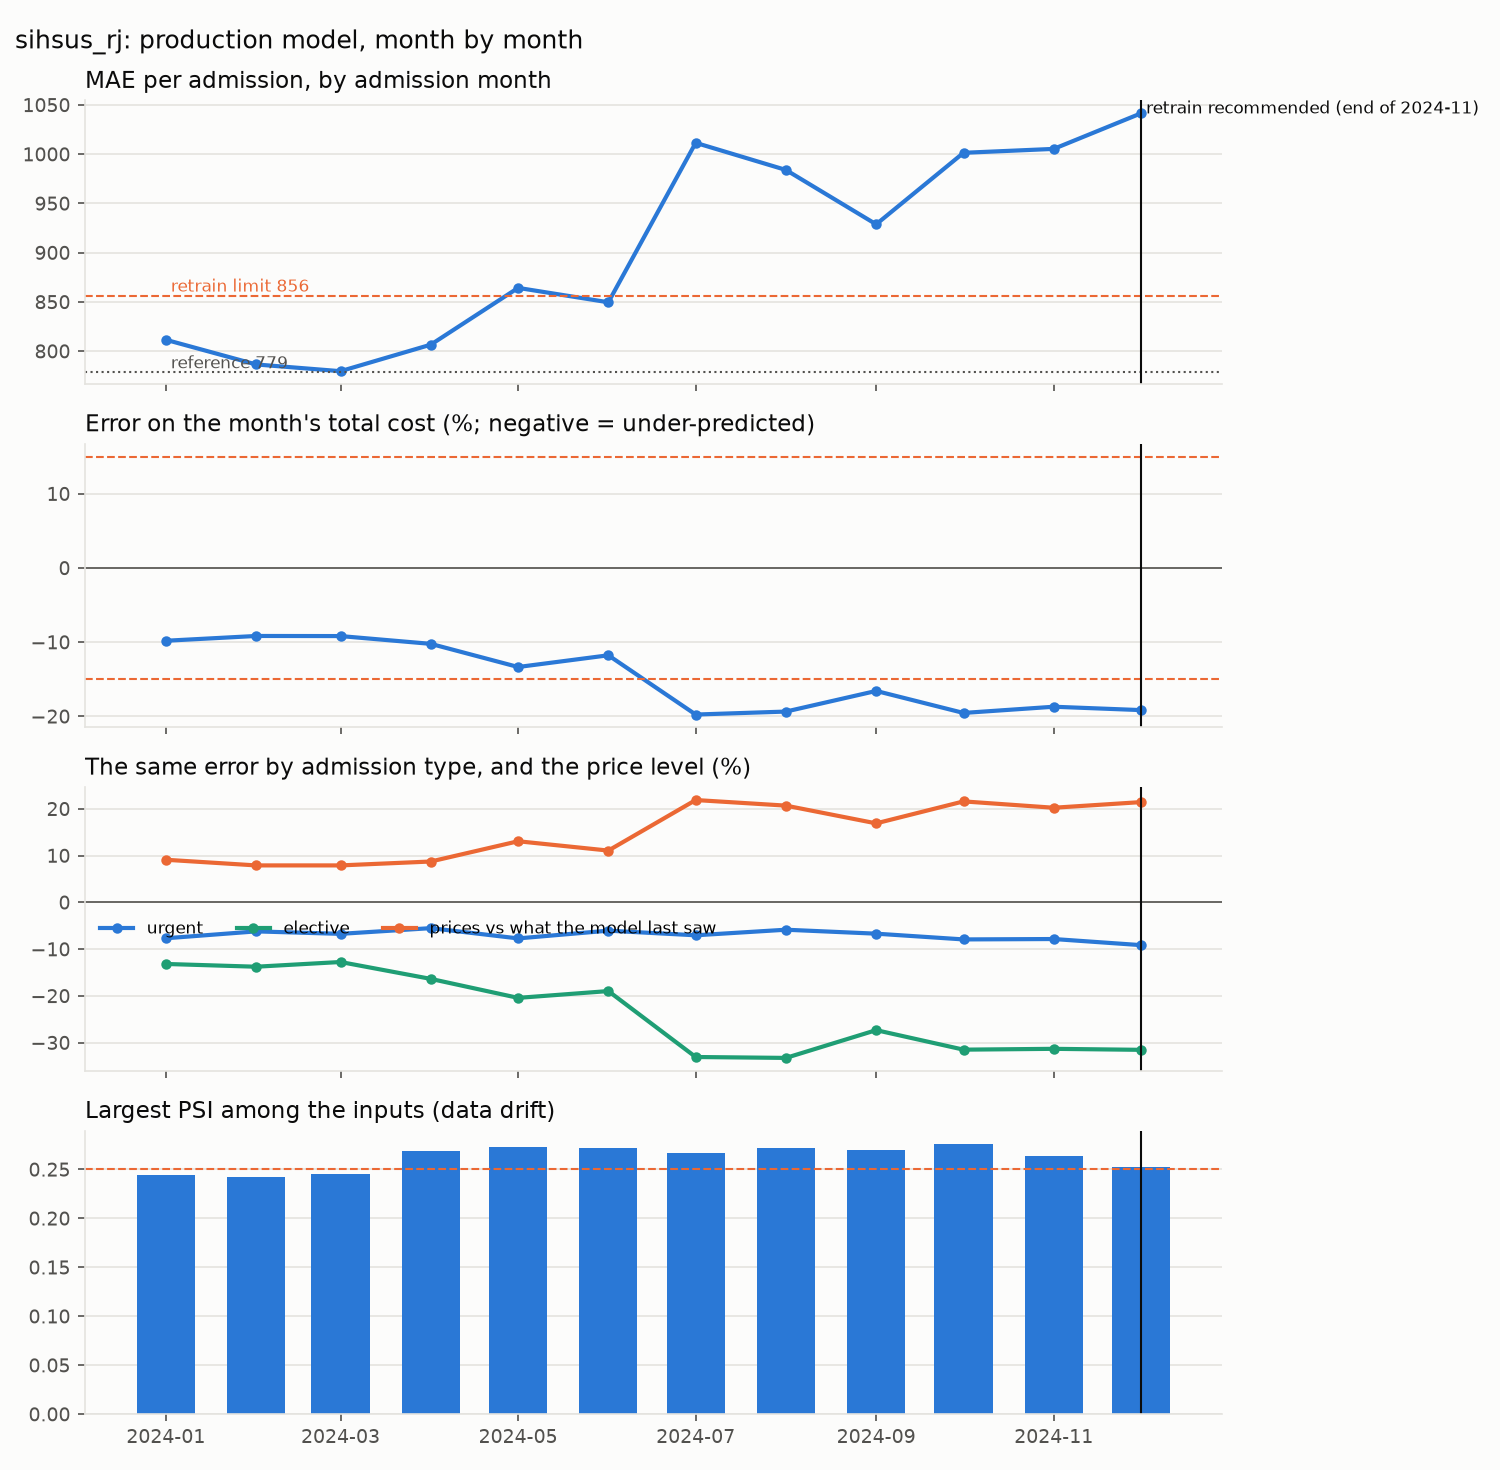 sihsus_rj: production model, month by month
MAE per admission, by admission month
1050
retrain recommended (end of 2024-11)
1000
950
900
retrain limit 856
850
reference 779
800
Error on the month's total cost (%; negative = under-predicted)
10
0
−10
−20
The same error by admission type, and the price level (%)
20
10
0
urgent elective prices vs what the model last saw
−10
−20
−30
Largest PSI among the inputs (data drift)
0.25
0.20
0.15
0.10
0.05
0.00
2024-01 2024-03 2024-05 2024-07 2024-09 2024-11